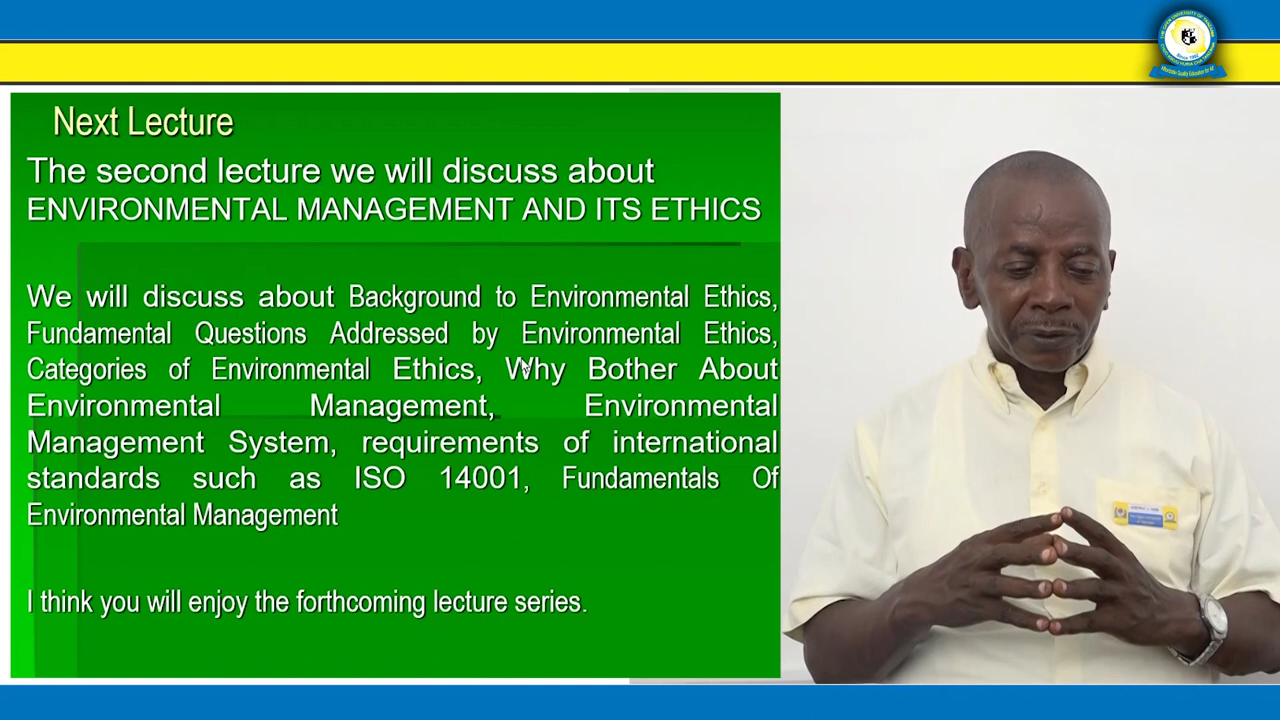 Next Lecture
The second lecture we will discuss about
ENVIRONMENTAL MANAGEMENT AND ITS ETHICS
We will discuss about Background to Environmental Ethics,
Fundamental Questions Addressed by Environmental Ethics,
Categories of Environmental Ethics, Why Bother About
Environmental Management, Environmental
Management System, requirements of international
standards such as ISO 14001, Fundamentals Of
Environmental Management
I think you will enjoy the forthcoming lecture series.